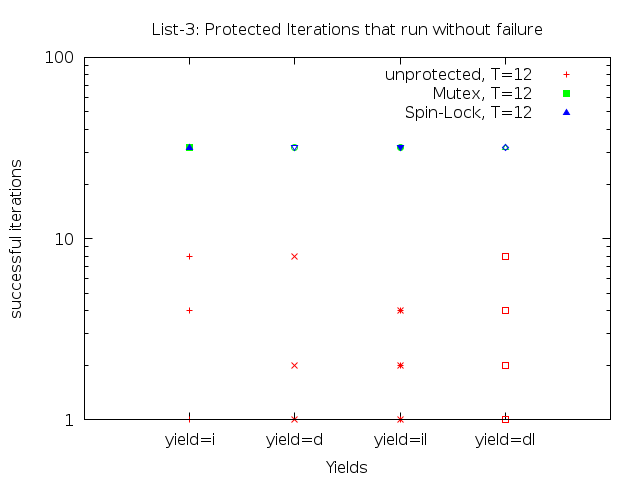 List-3: Protected Iterations that run without failure
100
10
1
successful iterations
unprotected, T=12
Mutex, T=12
Spin-Lock, T=12
yield=i yield=d yield=il yield=dl
Yields